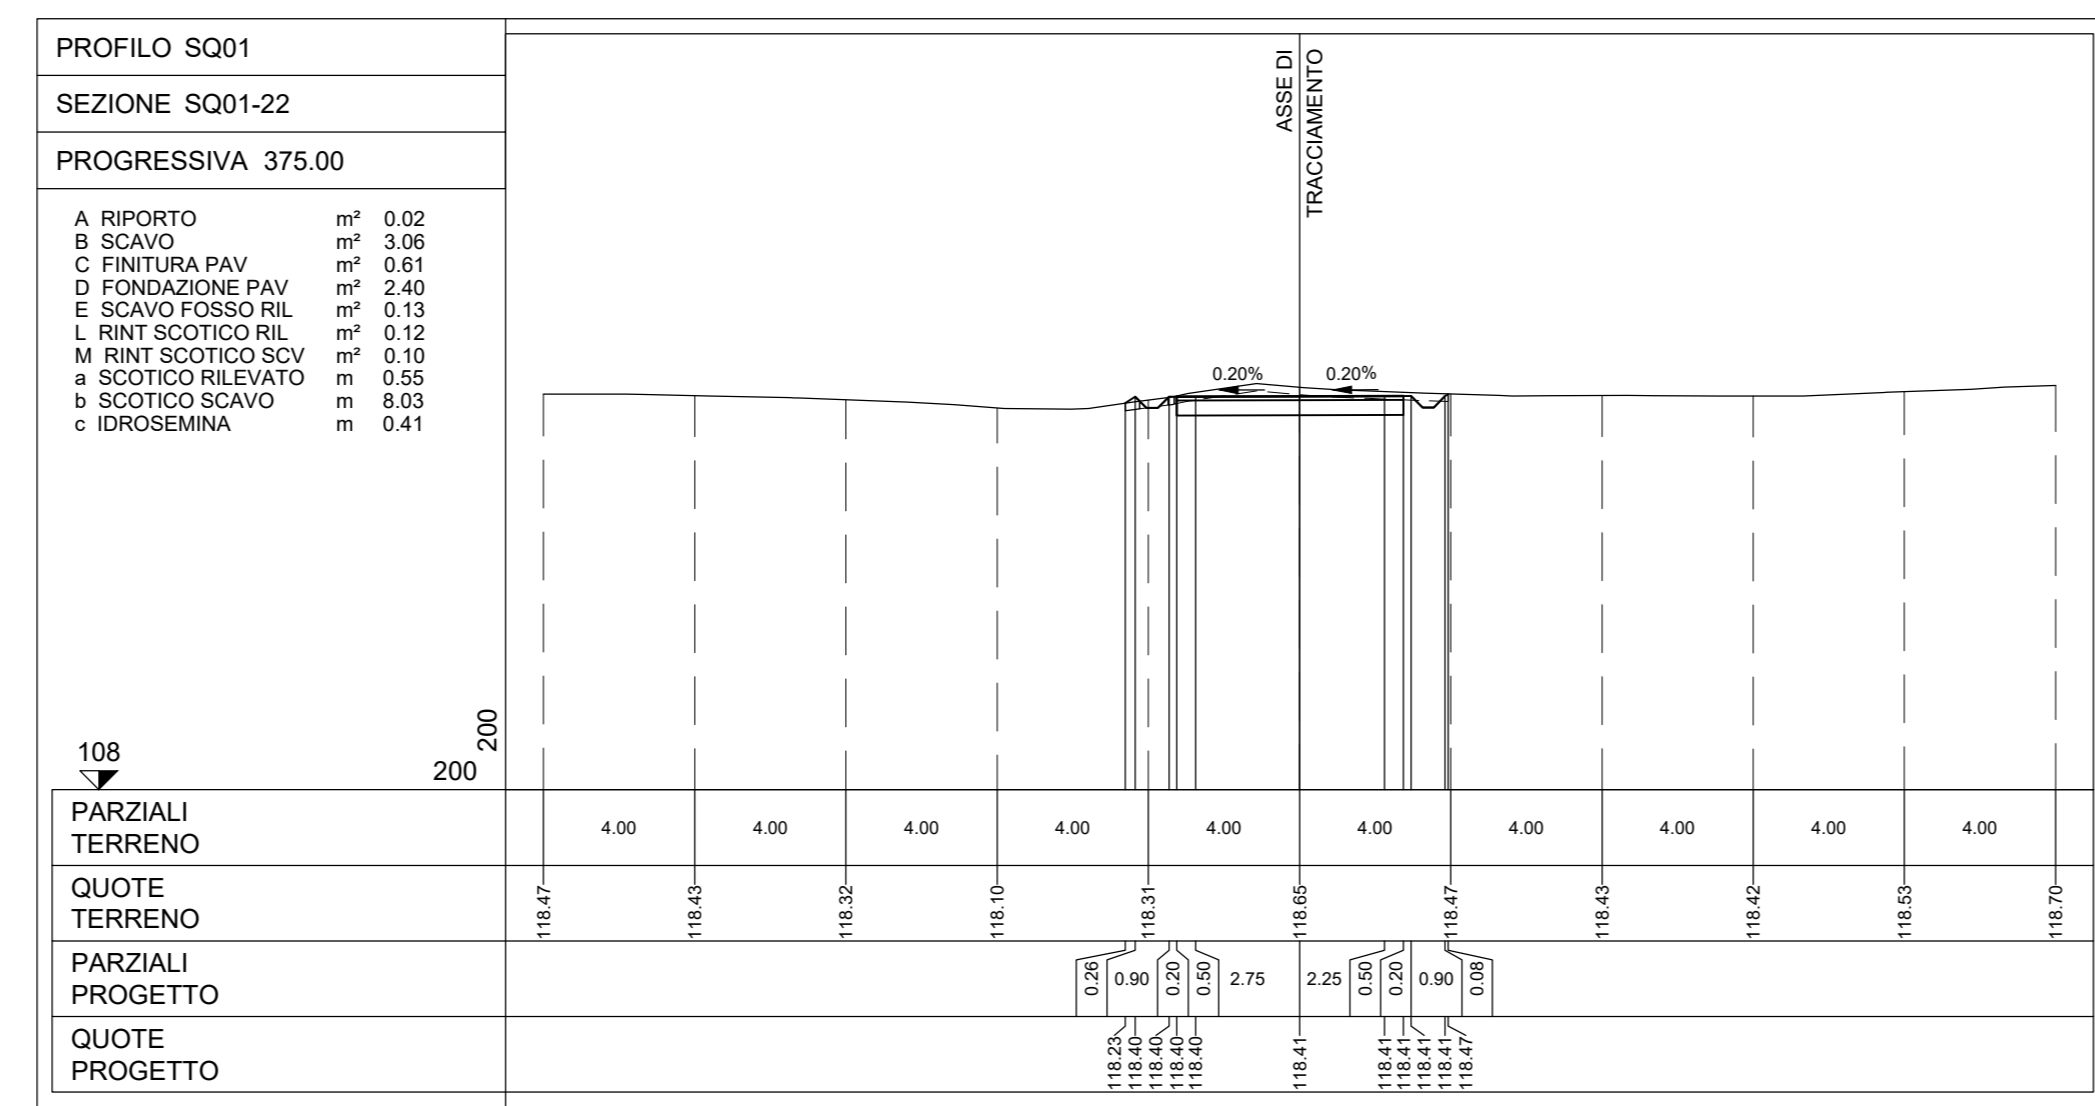 PROFILO SQ01
SEZIONE SQ01-22
PROGRESSIVA 375.00
A RIPORTO m² 0.02
B SCAVO m² 3.06
C FINITURA PAV m² 0.61
D FONDAZIONE PAV m² 2.40
E SCAVO FOSSO RIL m² 0.13
L RINT SCOTICO RIL m² 0.12
M RINT SCOTICO SCV m² 0.10
a SCOTICO RILEVATO m 0.55
b SCOTICO SCAVO m 8.03
c IDROSEMINA m 0.41
ASSE DI
TRACCIAMENTO
0.20% 0.20%
200
108
200
PARZIALI
TERRENO
4.00 4.00 4.00 4.00 4.00 4.00 4.00 4.00 4.00 4.00
QUOTE
TERRENO
118.47 118.43 118.32 118.10 118.31 118.65 118.47 118.43 118.42 118.53 118.70
PARZIALI
PROGETTO
0.26 0.90 0.20 0.50 2.75 2.25 0.50 0.20 0.90 0.08
QUOTE
PROGETTO
118.23 118.40 118.40 118.40 118.40 118.41 118.41 118.41 118.41 118.41 118.47